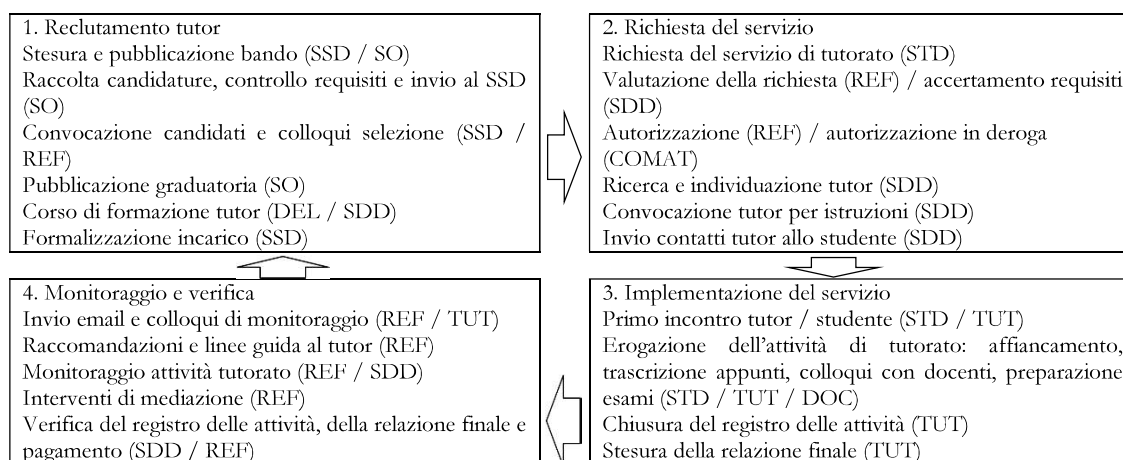 1. Reclutamento tutor
Stesura e pubblicazione bando (SSD / SO)
Raccolta candidature, controllo requisiti e invio al SSD
(SO)
Convocazione candidati e colloqui selezione (SSD /
REF)
Pubblicazione graduatoria (SO)
Corso di formazione tutor (DEL / SDD)
Formalizzazione incarico (SSD)
2. Richiesta del servizio
Richiesta del servizio di tutorato (STD)
Valutazione della richiesta (REF) / accertamento requisiti
(SDD)
Autorizzazione (REF) / autorizzazione in deroga
(COMAT)
Ricerca e individuazione tutor (SDD)
Convocazione tutor per istruzioni (SDD)
Invio contatti tutor allo studente (SDD)
3. Implementazione del servizio
Primo incontro tutor / studente (STD / TUT)
Erogazione dell'attività di tutorato: affiancamento,
trascrizione appunti, colloqui con docenti, preparazione
esami (STD / TUT / DOC)
Chiusura del registro delle attività (TUT)
Stesura della relazione finale (TUT)
4. Monitoraggio e verifica
Invio email e colloqui di monitoraggio (REF / TUT)
Raccomandazioni e linee guida al tutor (REF)
Monitoraggio attività tutorato (REF / SDD)
Interventi di mediazione (REF)
Verifica del registro delle attività, della relazione finale e
pagamento (SDD / REF)